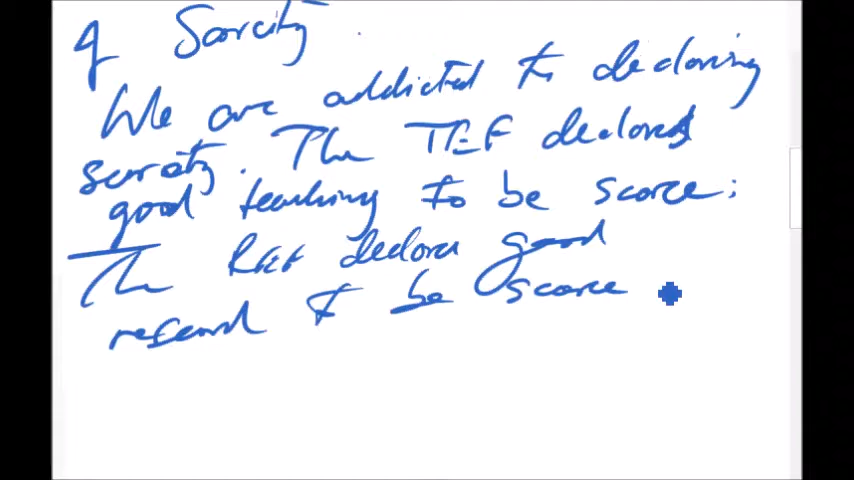 of Scarcity.
We are addicted to declaring
scarcity. The TEF declares
good teaching to be scarce;
The REF declares good
research to be scarce